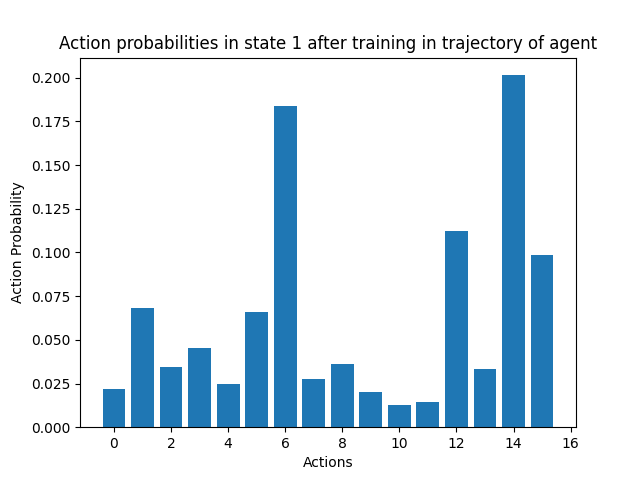 Action probabilities in state 1 after training in trajectory of agent
0.200
0.175
0.150
0.125
0.100
0.075
0.050
0.025
0.000
Action Probability
0 2 4 6 8 10 12 14 16
Actions